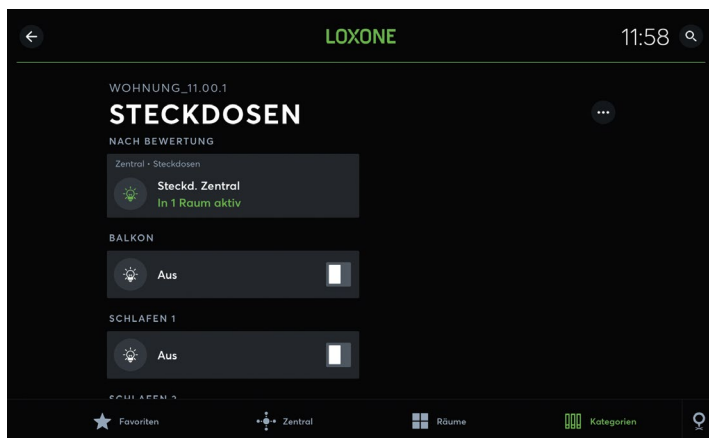 LOXONE
11:58
WOHNUNG_11.00.1
STECKDOSEN
NACH BEWERTUNG
Zentral • Steckdosen
Steckd. Zentral
In 1 Raum aktiv
BALKON
Aus
SCHLAFEN 1
Aus
Favoriten
Zentral
Räume
Kategorien